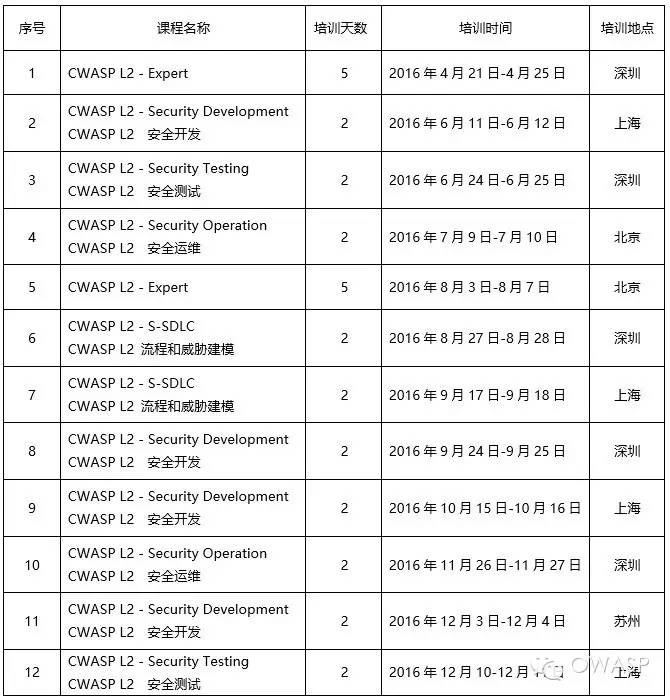 序号 课程名称 培训天数 培训时间 培训地点
1 CWASP L2 - Expert 5 2016 年 4 月 21 日-4 月 25 日 深圳
2 CWASP L2 - Security Development 2 2016 年 6 月 11 日-6 月 12 日 上海
CWASP L2 安全开发
3 CWASP L2 - Security Testing 2 2016 年 6 月 24 日-6 月 25 日 深圳
CWASP L2 安全测试
4 CWASP L2 - Security Operation 2 2016 年 7 月 9 日-7 月 10 日 北京
CWASP L2 安全运维
5 CWASP L2 - Expert 5 2016 年 8 月 3 日-8 月 7 日 北京
6 CWASP L2 - S-SDLC 2 2016 年 8 月 27 日-8 月 28 日 深圳
CWASP L2 流程和威胁建模
7 CWASP L2 - S-SDLC 2 2016 年 9 月 17 日-9 月 18 日 上海
CWASP L2 流程和威胁建模
8 CWASP L2 - Security Development 2 2016 年 9 月 24 日-9 月 25 日 深圳
CWASP L2 安全开发
9 CWASP L2 - Security Development 2 2016 年 10 月 15 日-10 月 16 日 上海
CWASP L2 安全开发
10 CWASP L2 - Security Operation 2 2016 年 11 月 26 日-11 月 27 日 深圳
CWASP L2 安全运维
11 CWASP L2 - Security Development 2 2016 年 12 月 3 日-12 月 4 日 苏州
CWASP L2 安全开发
12 CWASP L2 - Security Testing 2 2016 年 12 月 10-12 月 上海
CWASP L2 安全测试
OWASP